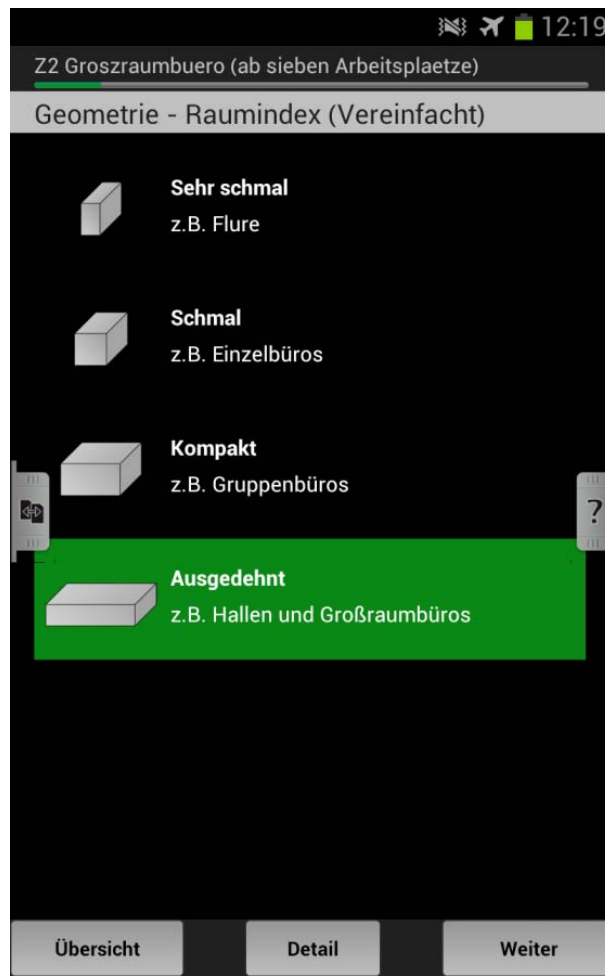 12:19
Z2 Groszraumbuero (ab sieben Arbeitsplaetze)
Geometrie - Raumindex (Vereinfacht)
Sehr schmal
z.B. Flure
Schmal
z.B. Einzelbüros
Kompakt
z.B. Gruppenbüros
?
Ausgedehnt
z.B. Hallen und Großraumbüros
Übersicht Detail Weiter